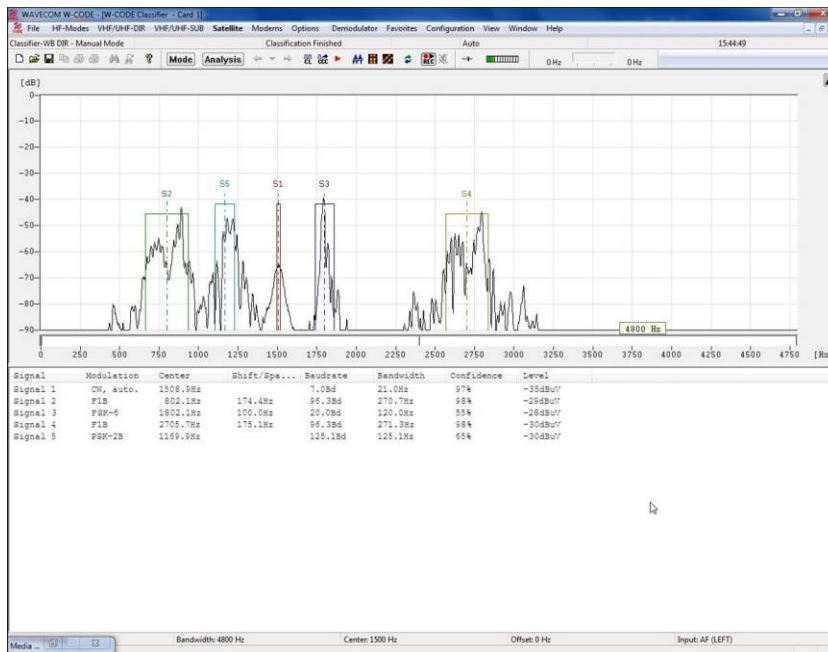 WAVECOM W-CODE - [W-CODE Classifier - Card 1]
File HF-Modes VHF/UHF-DIR VHF/UHF-SUB Satellite Modems Options Demodulator Favorites Configuration View Window Help
Classifier-WB DIR - Manual Mode Classification Finished Auto 15:44:49
Mode Analysis REC 0 Hz 0 Hz
[dB]
0
-10
-20
-30
-40
S5 S1 S3
S2 S4
-50
-60
-70
-80
-90
4800 Hz
0 250 500 750 1000 1250 1500 1750 2000 2250 2500 2750 3000 3250 3500 3750 4000 4250 4500 4750 [Hz
Signal Modulation Center Shift/Spa... Baudrate Bandwidth Confidence Level
Signal 1 CW, auto. 1508.9Hz 7.0Bd 21.0Hz 97% -35dBuV
Signal 2 F1B 802.1Hz 174.4Hz 96.3Bd 270.7Hz 98% -29dBuV
Signal 3 FSK-6 1802.1Hz 100.0Hz 20.0Bd 120.0Hz 55% -28dBuV
Signal 4 F1B 2705.7Hz 175.1Hz 96.3Bd 271.3Hz 98% -30dBuV
Signal 5 PSK-2B 1169.9Hz 125.1Bd 125.1Hz 65% -30dBuV
Media ... Bandwidth: 4800 Hz Center: 1500 Hz Offset: 0 Hz Input: AF (LEFT)